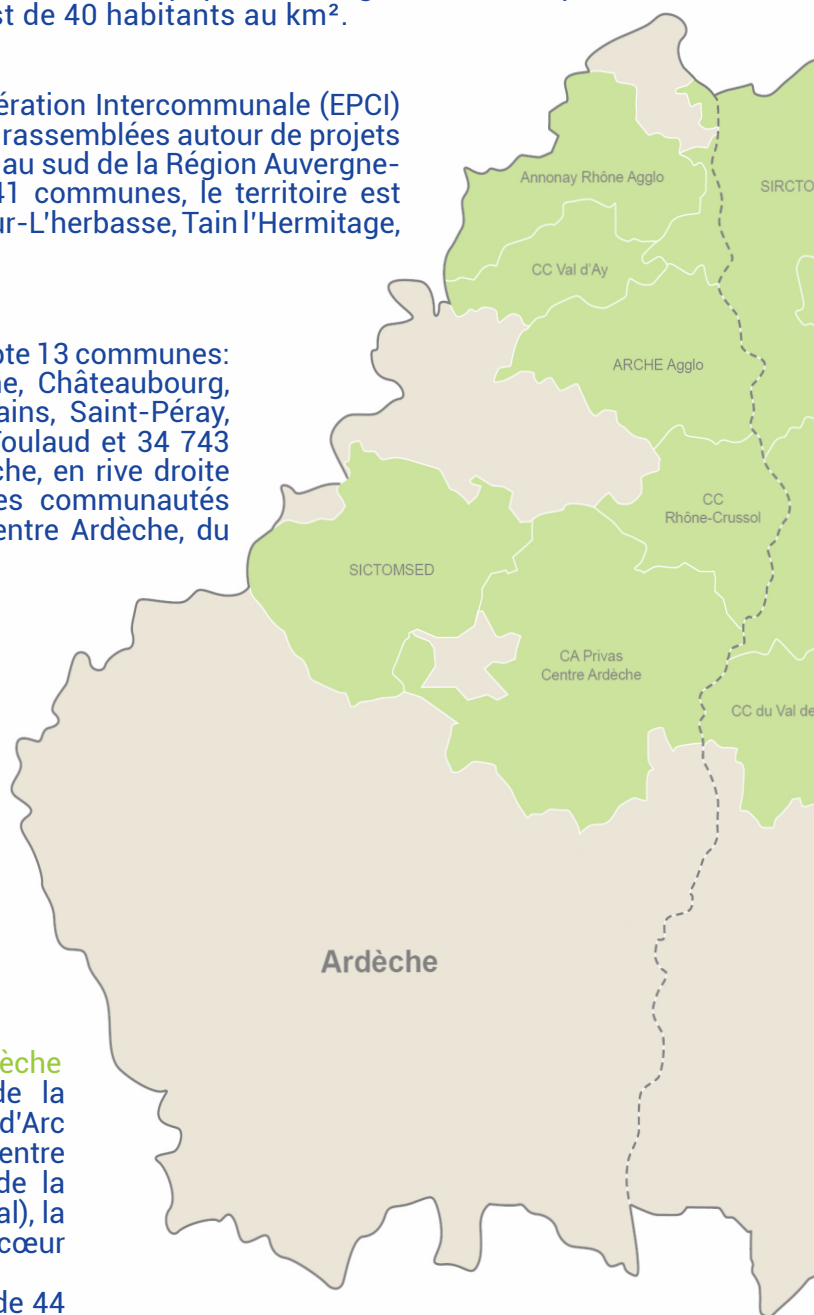 st de 40 habitants au km².
ération Intercommunale (EPCI)
rassemblées autour de projets
au sud de la Région Auvergne-
41 communes, le territoire est
ur-L'herbasse, Tain l'Hermitage,
pte 13 communes:
ne, Châteaubourg,
ains, Saint-Péray,
Toulaud et 34 743
che, en rive droite
es communautés
entre Ardèche, du
èche
de la
d'Arc
entre
de la
al), la
cœur
de 44
Annonay Rhône Agglo
SIRCTO
CC Val d'Ay
ARCHE Agglo
CC
Rhône-Crussol
SICTOMSED
CA Privas
Centre Ardèche
CC du Val de
Ardèche